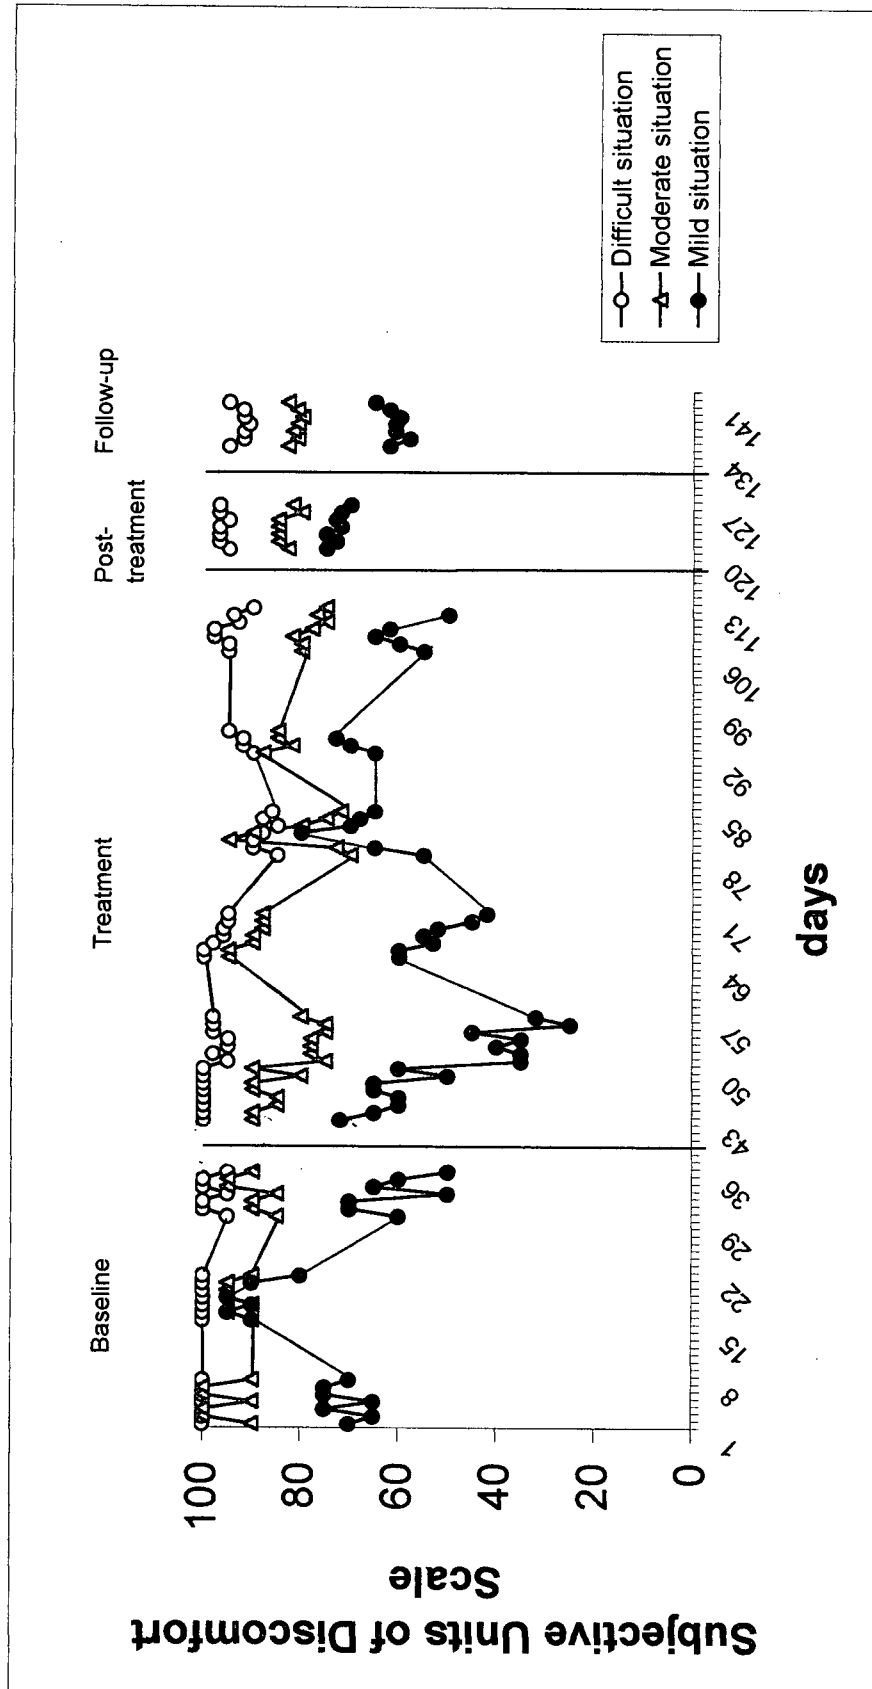 Baseline
Treatment
Post-
treatment
Follow-up
Subjective Units of Discomfort
Scale
100
80
60
40
20
0
1
8
15
22
29
36
43
50
57
64
71
78
85
92
99
106
113
120
127
134
141
days
Difficult situation
Moderate situation
Mild situation